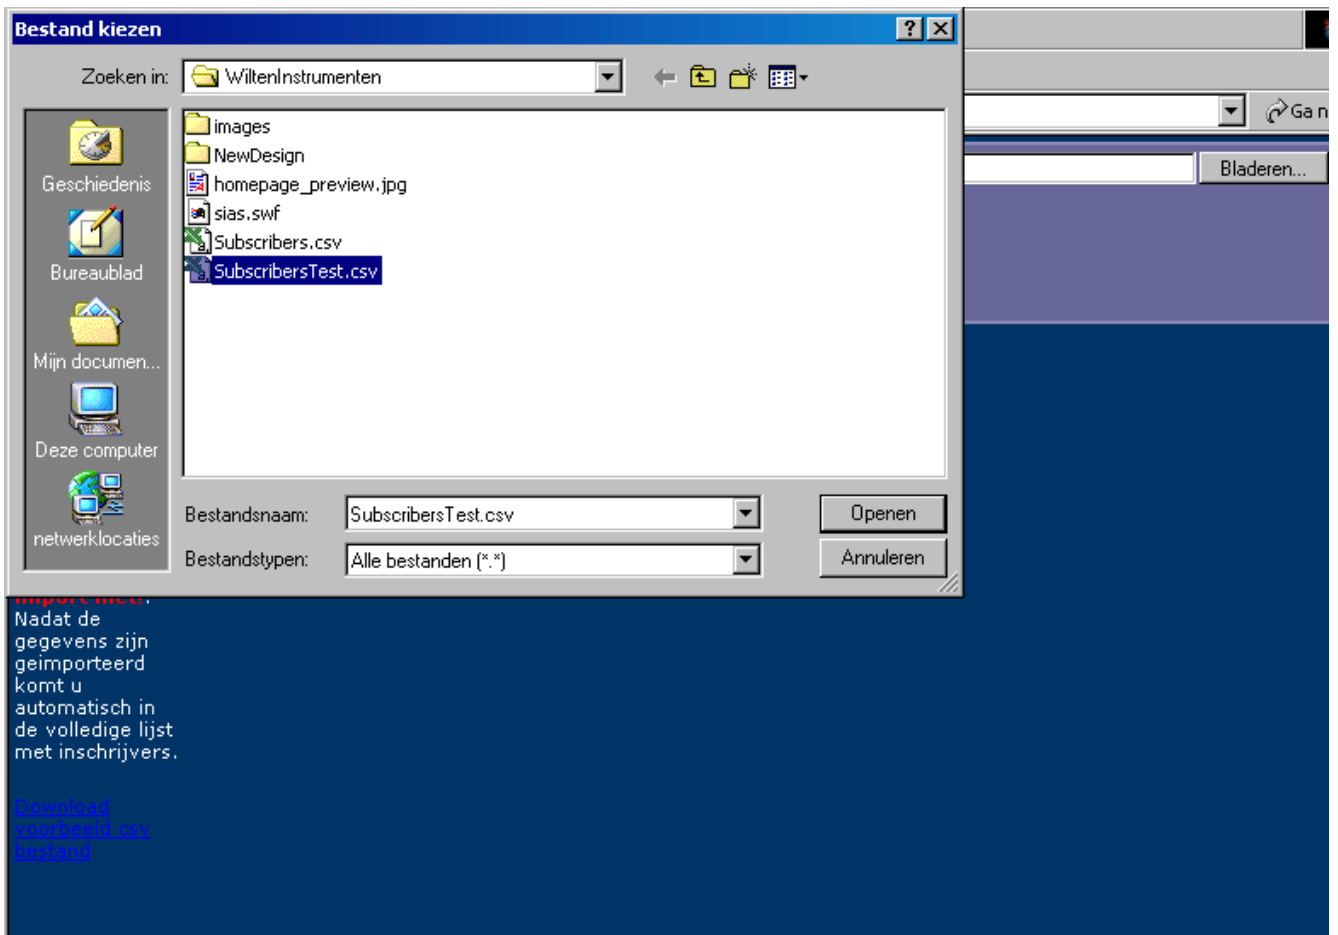 Bestand kiezen
Zoeken in:
WiltenInstrumenten
Geschiedenis
Bureaublad
Mijn documen...
Deze computer
netwerklocaties
images
NewDesign
homepage_preview.jpg
sias.swf
Subscribers.csv
SubscribersTest.csv
Bestandsnaam:
SubscribersTest.csv
Openen
Bestandstypen:
Alle bestanden (*.*)
Annuleren
Ga n
Bladeren...
Nadat de
gegevens zijn
geimporteerd
komt u
automatisch in
de volledige lijst
met inschrijvers.
Download
voorbeeld csv
bestand